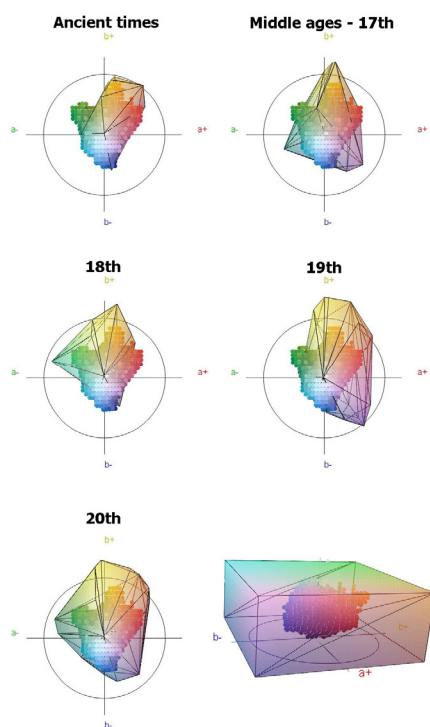 Ancient times
Middle ages - 17th
b+
b+
a-
a+
a-
a+
b-
b-
18th
19th
b+
b+
a-
a+
a-
a+
b-
b-
20th
b+
a-
b-
b-
b+
a+